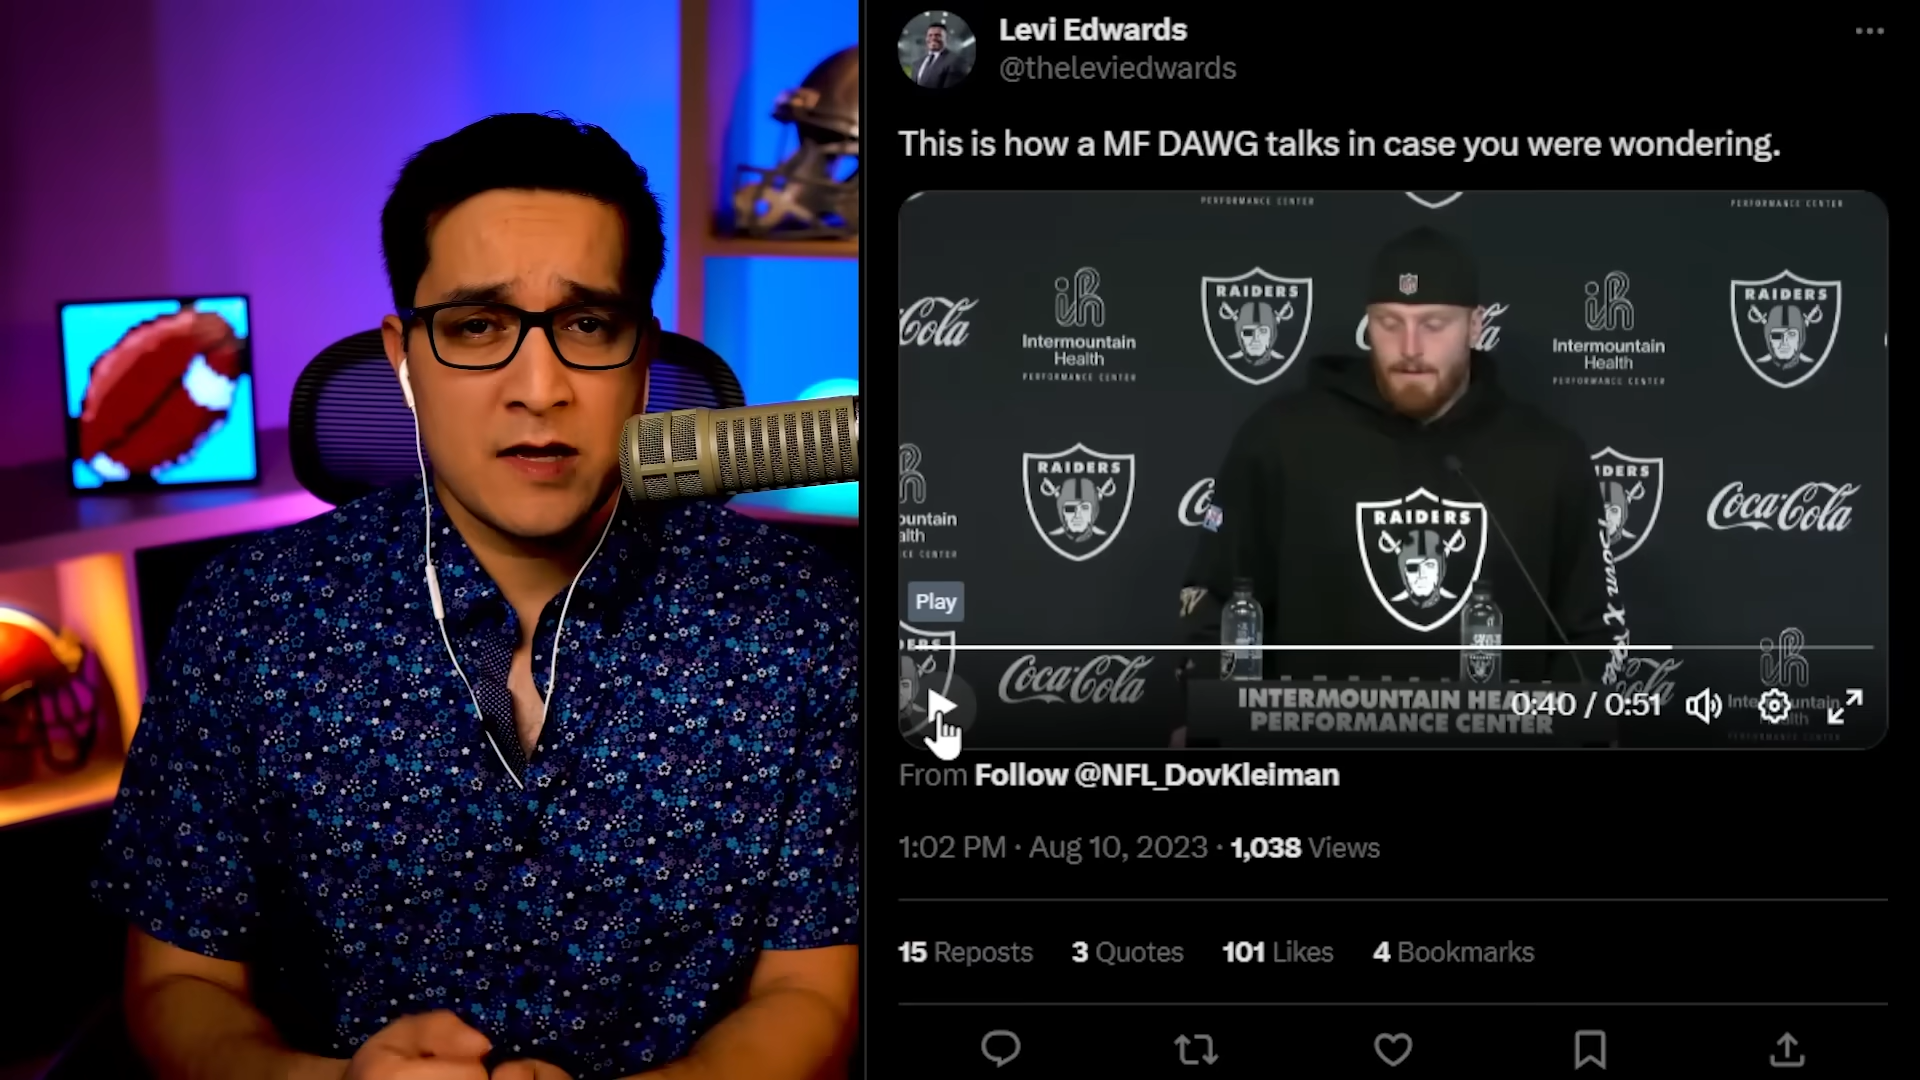 Levi Edwards
@theleviedwards
This is how a MF DAWG talks in case you were wondering.
PERFORMANCE CENTER
PERFORMANCE CENTER
Cola
Intermountain
Health
PERFORMANCE CENTER
RAIDERS
Intermountain
Health
PERFORMANCE CENTER
RAIDERS
RAIDERS
RAIDERS
Coca-Cola
Play
Coca-Cola
INTERMOUNTAIN
PERFORMANCE CENTER
0:40 / 0:51
From Follow @NFL_DovKleiman
1:02 PM · Aug 10, 2023 · 1,038 Views
15 Reposts 3 Quotes 101 Likes 4 Bookmarks